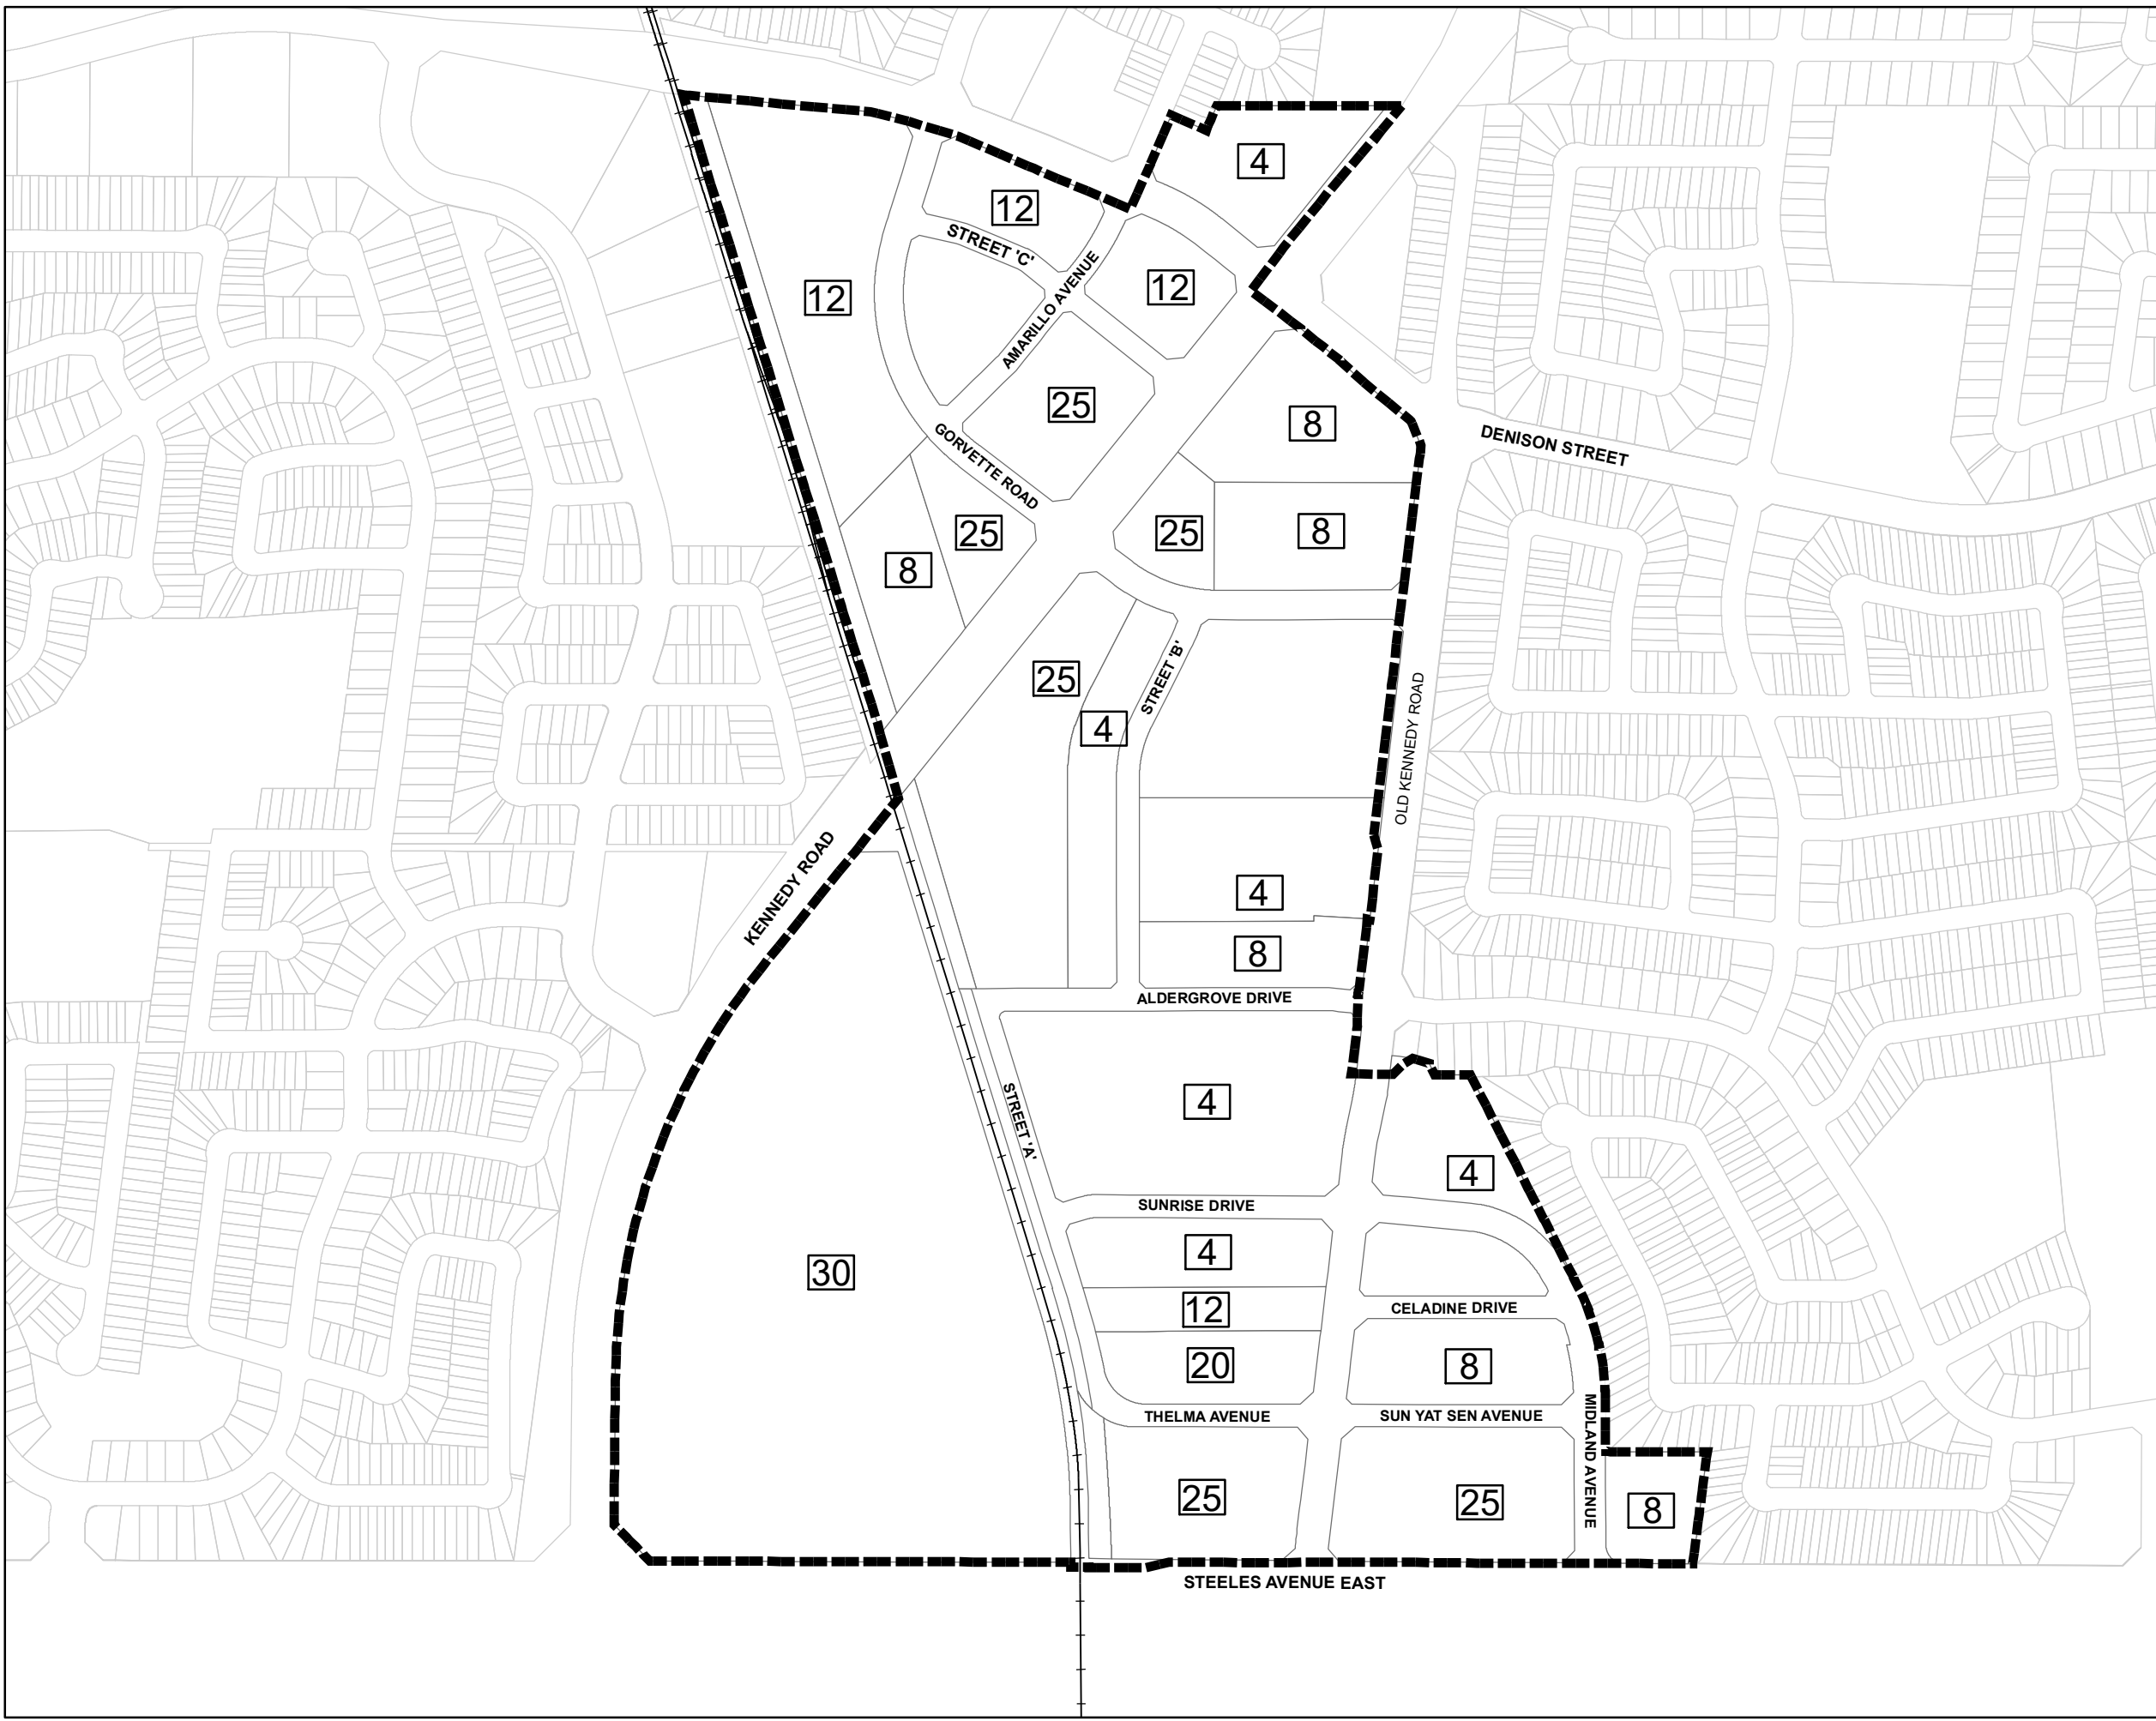 4
12
STREET 'C'
12
12
AMARILLO AVENUE
25
8
DENISON STREET
GORVETTE ROAD
25
25
8
8
25
STREET 'B'
4
OLD KENNEDY ROAD
KENNEDY ROAD
4
8
ALDERGROVE DRIVE
STREET 'A'
4
4
SUNRISE DRIVE
4
30
12
CELADINE DRIVE
20
8
THELMA AVENUE
SUN YAT SEN AVENUE
MIDLAND AVENUE
25
25
8
STEELES AVENUE EAST